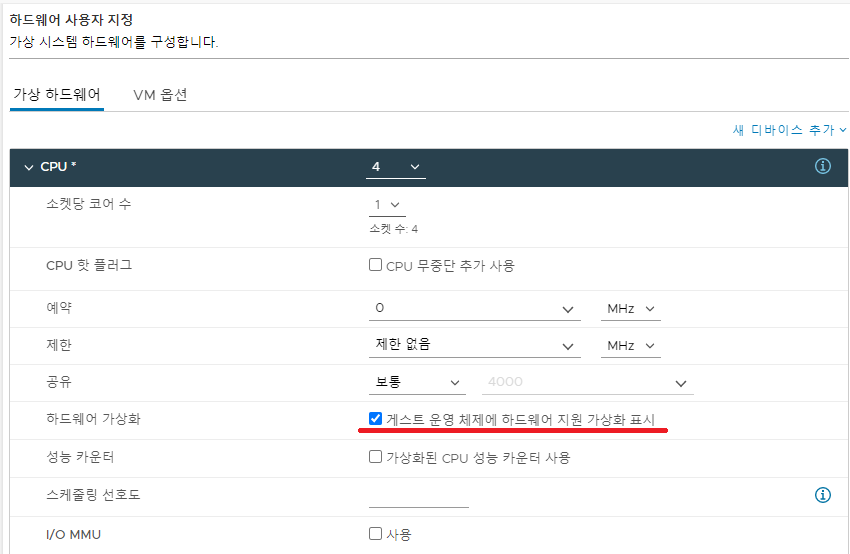 하드웨어 사용자 지정
가상 시스템 하드웨어를 구성합니다.
가상 하드웨어 VM 옵션
새 디바이스 추가
CPU * 4
소켓당 코어 수 1
소켓 수: 4
CPU 핫 플러그 CPU 무중단 추가 사용
예약 0 MHz
제한 제한 없음 MHz
공유 보통 4000
하드웨어 가상화 게스트 운영 체제에 하드웨어 지원 가상화 표시
성능 카운터 가상화된 CPU 성능 카운터 사용
스케줄링 선호도
I/O MMU 사용